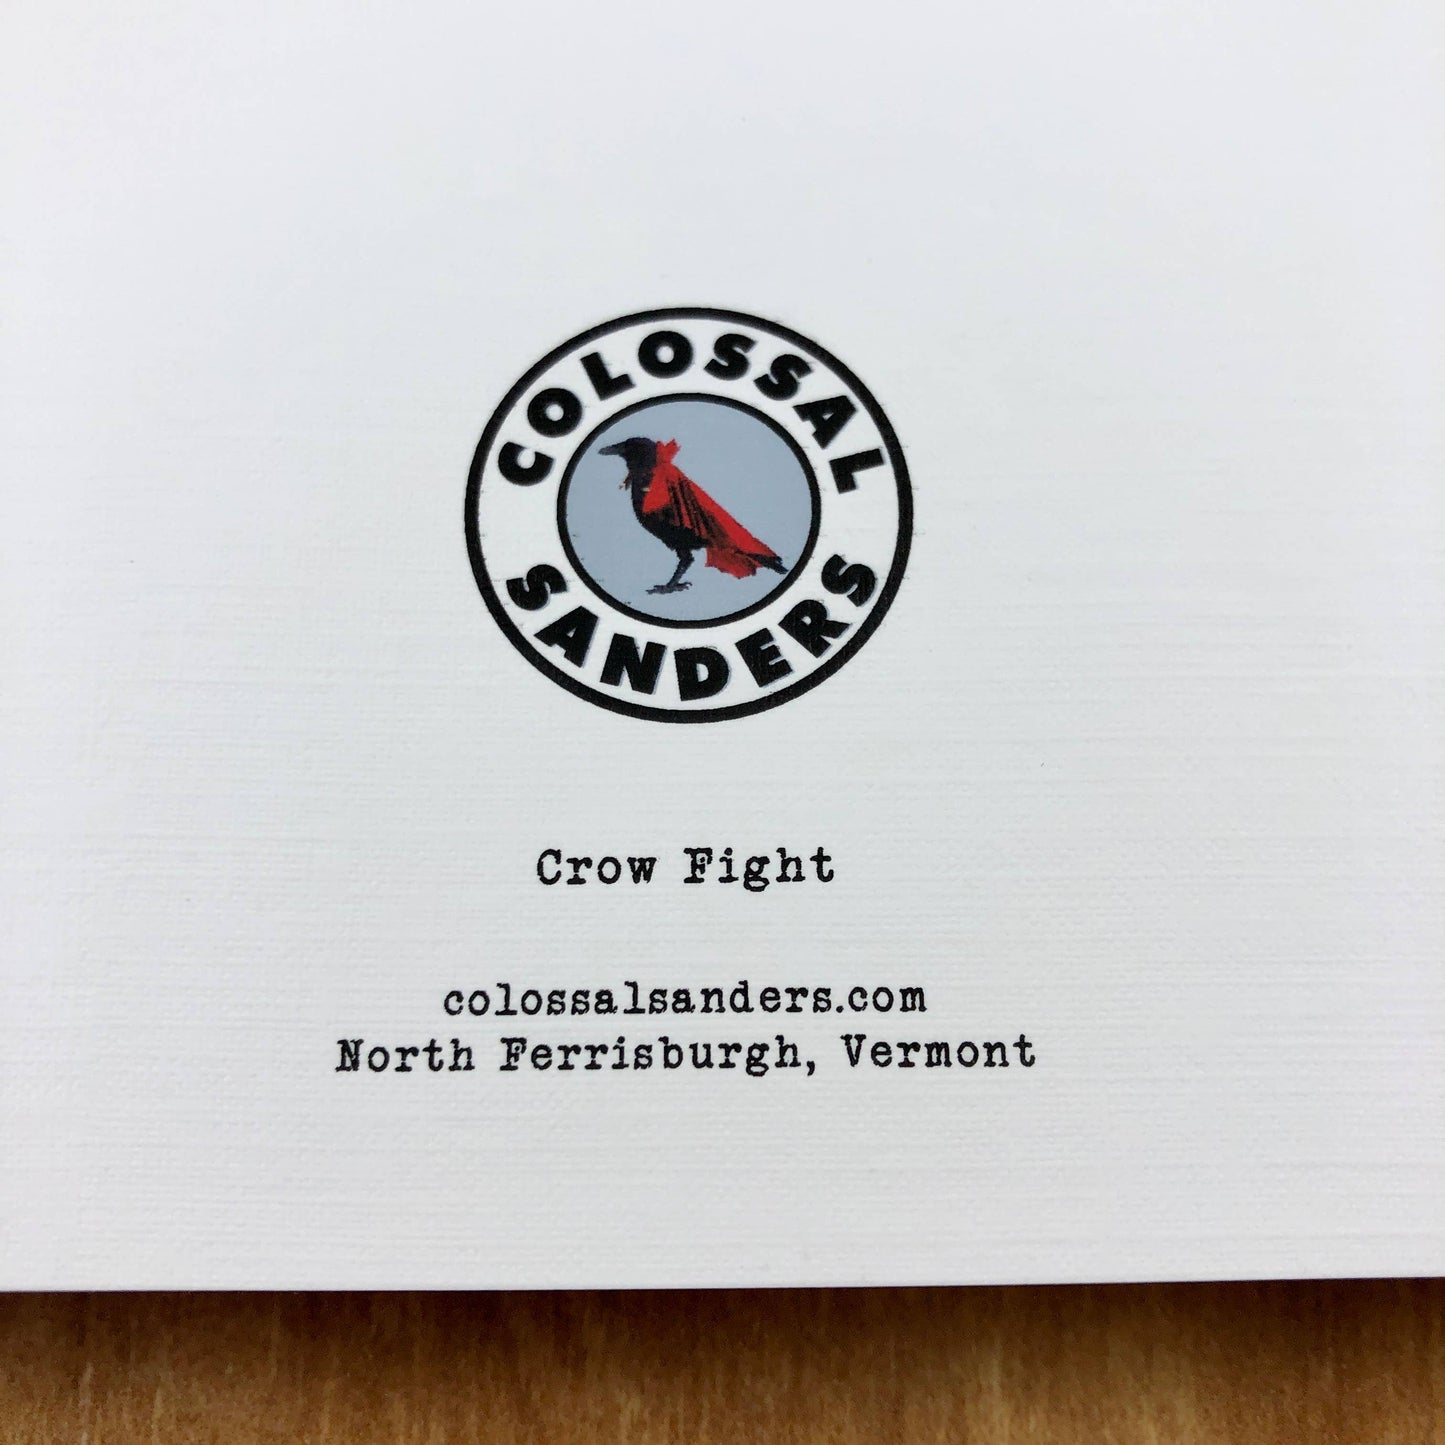 COLOSSAL
SANDERS
Crow Fight
colossalsanders.com
North Ferrisburgh, Vermont